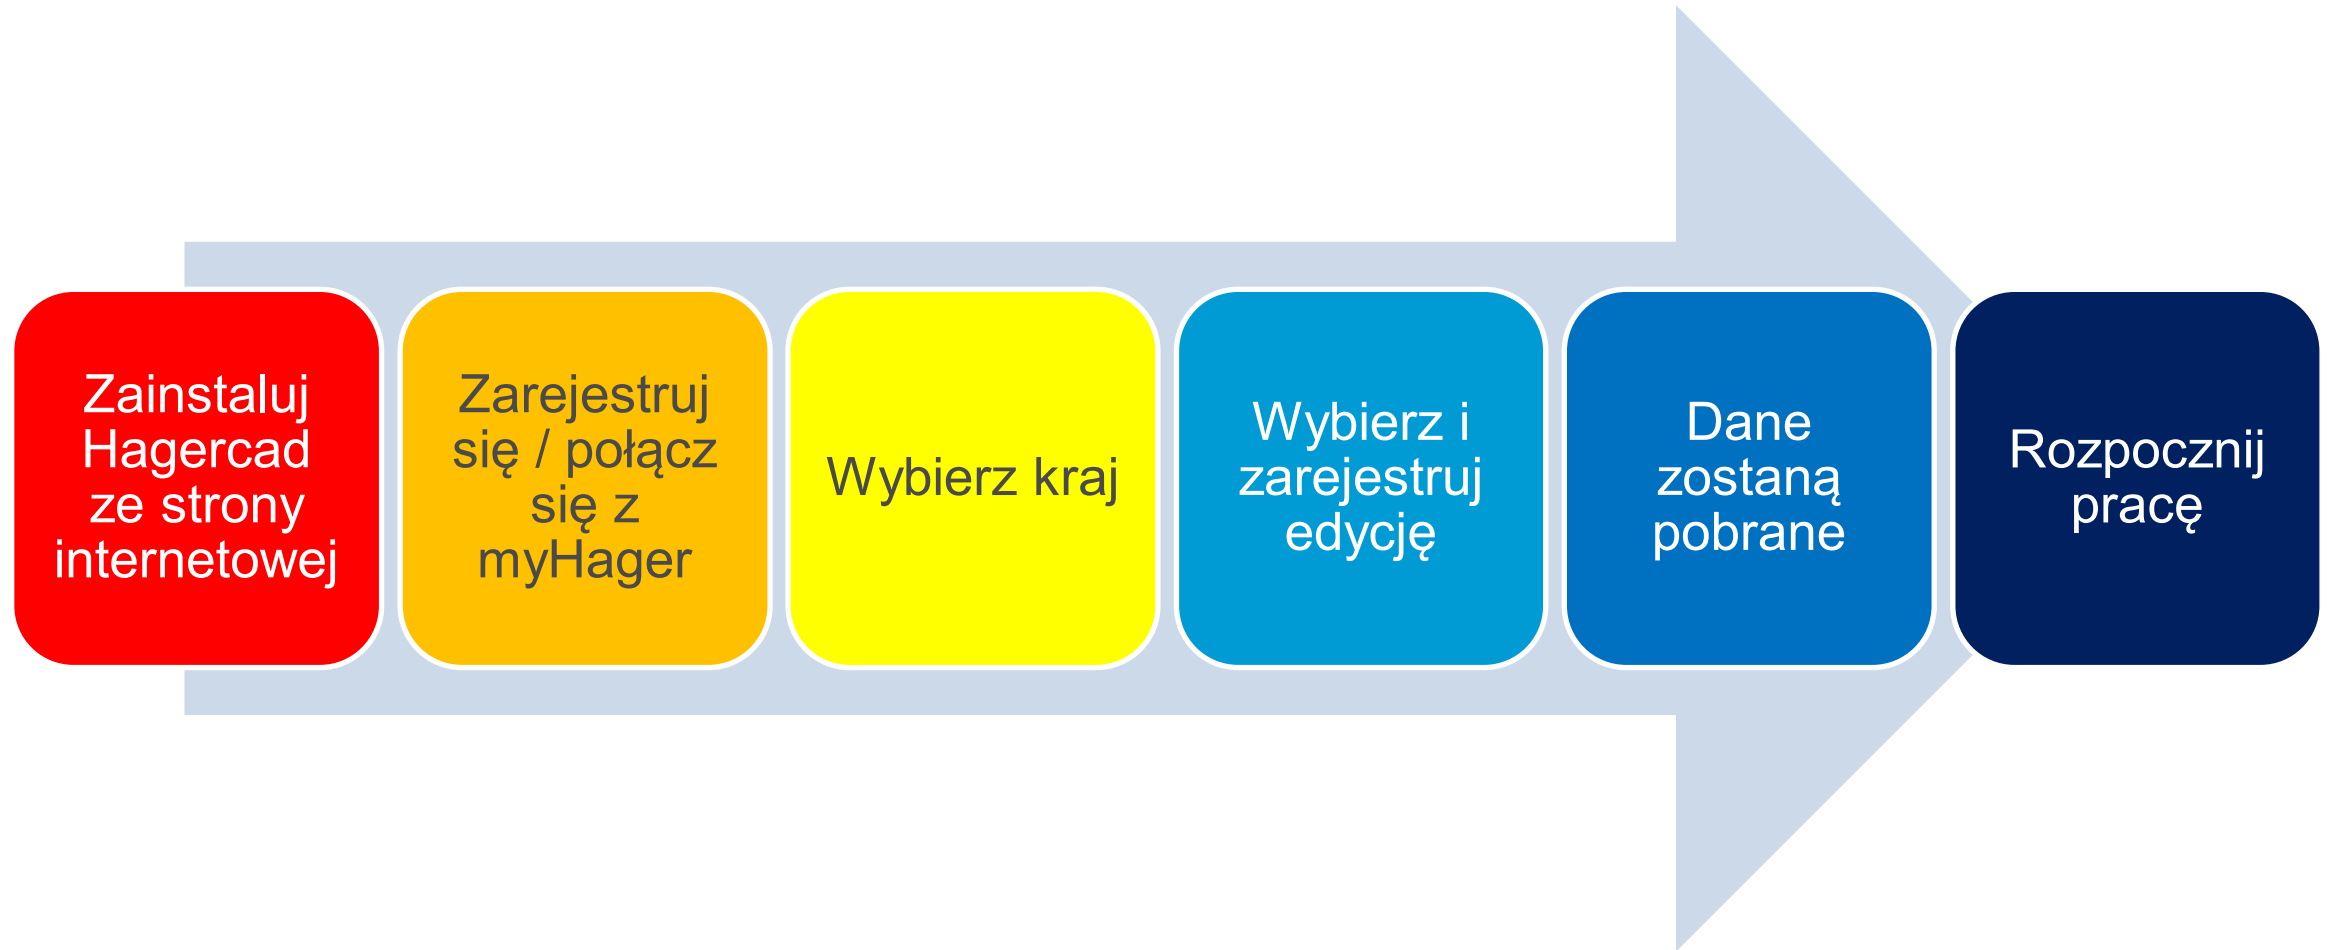 Zainstaluj
Hagercad
ze strony
internetowej
Zarejestruj
się / połącz
się z
myHager
Wybierz kraj
Wybierz i
zarejestruj
edycję
Dane
zostaną
pobrane
Rozpocznij
pracę